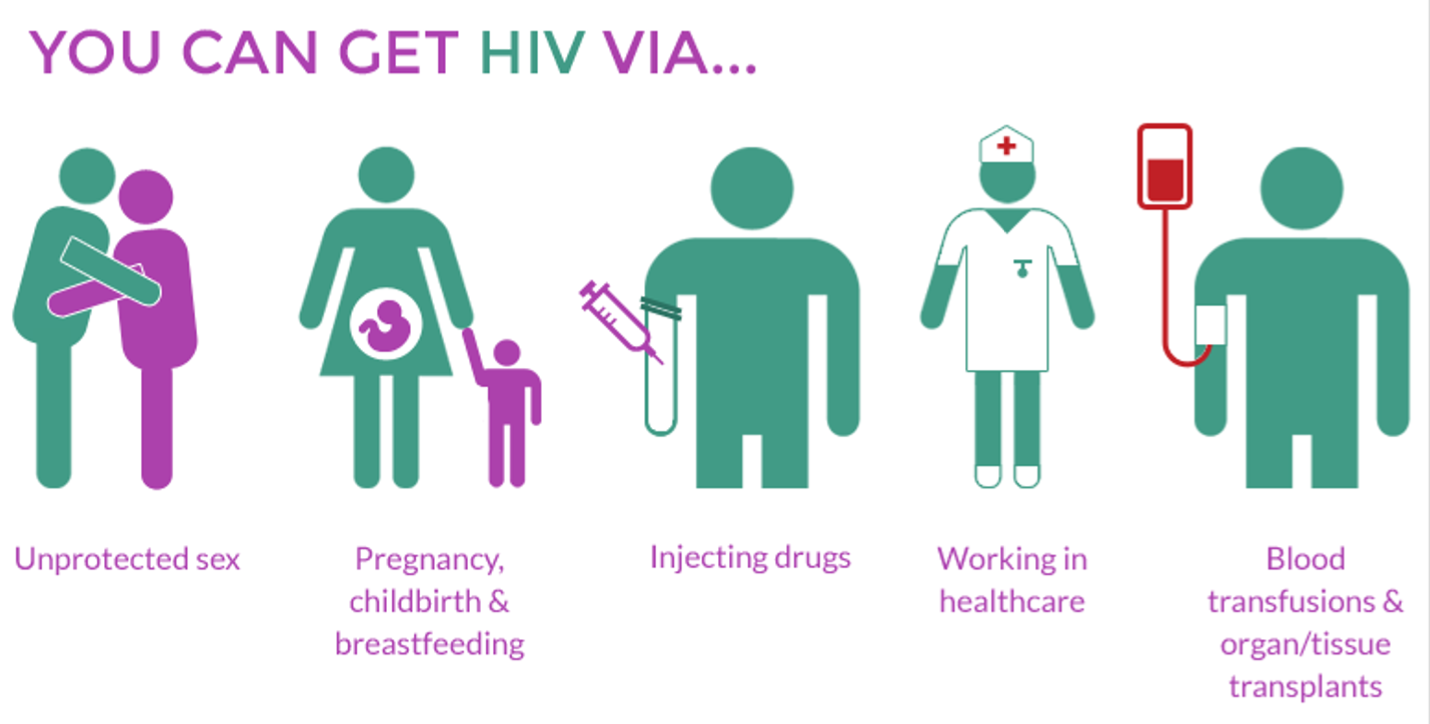 YOU CAN GET HIV VIA...
Unprotected sex
Pregnancy,
childbirth &
breastfeeding
Injecting drugs
Working in
healthcare
Blood
transfusions &
organ/tissue
transplants